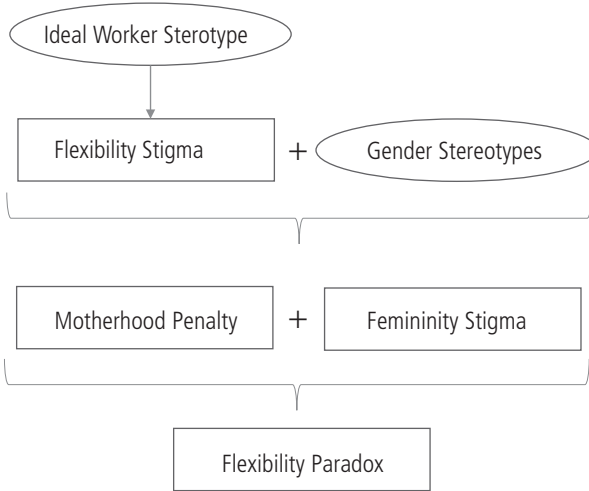 Ideal Worker Sterotype
Flexibility Stigma + Gender Stereotypes
Motherhood Penalty + Femininity Stigma
Flexibility Paradox